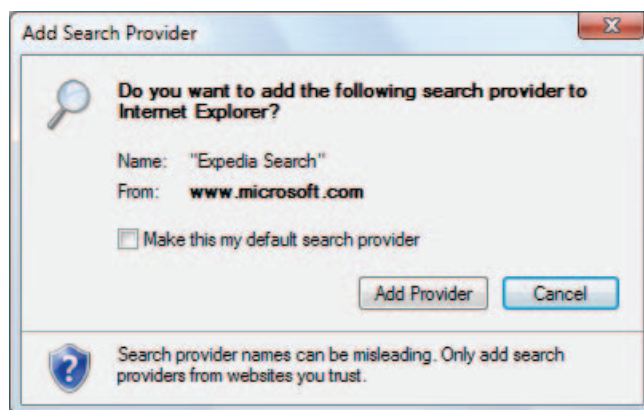 Add Search Provider
Do you want to add the following search provider to
Internet Explorer?
Name: "Expedia Search"
From: www.microsoft.com
Make this my default search provider
Add Provider
Cancel
Search provider names can be misleading. Only add search
providers from websites you trust.